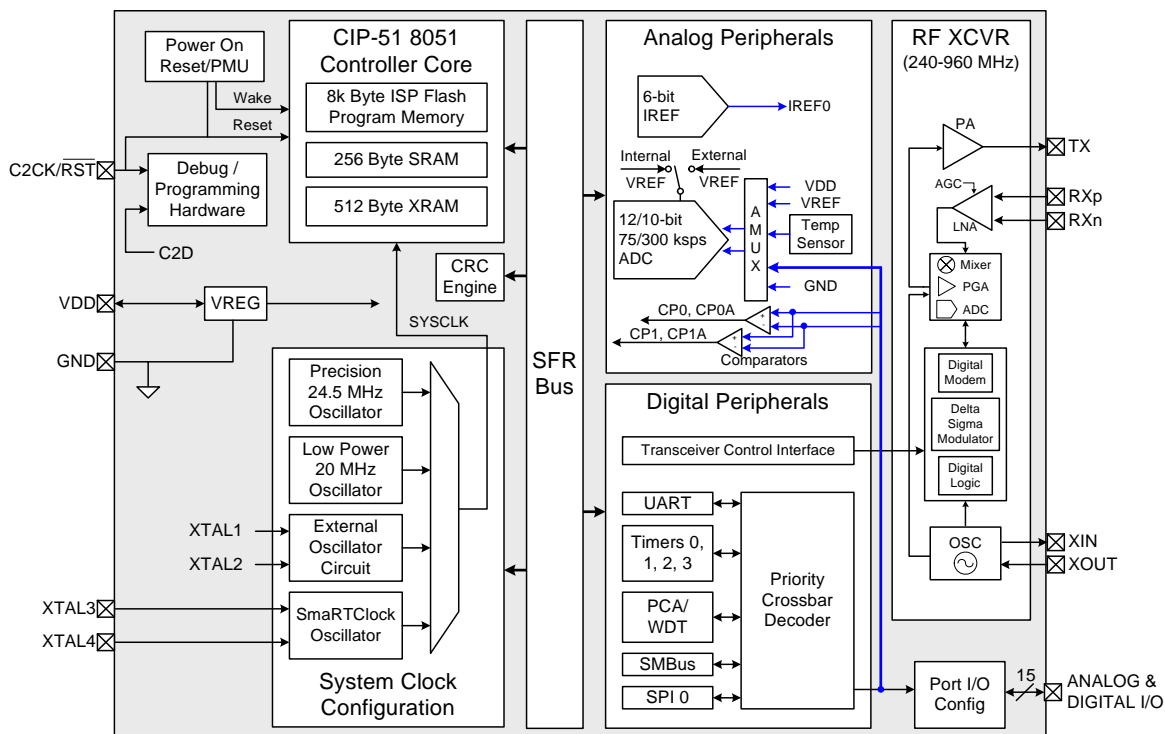 Power On
Reset/PMU
Wake
Reset
C2CK/RST
Debug /
Programming
Hardware
C2D
VDD
VREG
GND
CIP-51 8051
Controller Core
8k Byte ISP Flash
Program Memory
256 Byte SRAM
512 Byte XRAM
CRC
Engine
SYSCLK
Precision
24.5 MHz
Oscillator
Low Power
20 MHz
Oscillator
XTAL1
XTAL2
External
Oscillator
Circuit
XTAL3
XTAL4
SmaRTClock
Oscillator
System Clock
Configuration
SFR
Bus
Analog Peripherals
6-bit
IREF
IREF0
Internal
VREF
External
VREF
12/10-bit
75/300 ksps
ADC
A
M
U
X
VDD
VREF
Temp
Sensor
GND
CP0, CP0A
+
-
CP1, CP1A
+
-
Comparators
Digital Peripherals
Transceiver Control Interface
UART
Timers 0,
1, 2, 3
PCA/
WDT
SMBus
SPI 0
Priority
Crossbar
Decoder
RF XCVR
(240-960 MHz)
PA
TX
AGC
LNA
RXp
RXn
Mixer
PGA
ADC
Digital
Modem
Delta
Sigma
Modulator
Digital
Logic
OSC
XIN
XOUT
Port I/O
Config
15
ANALOG &
DIGITAL I/O